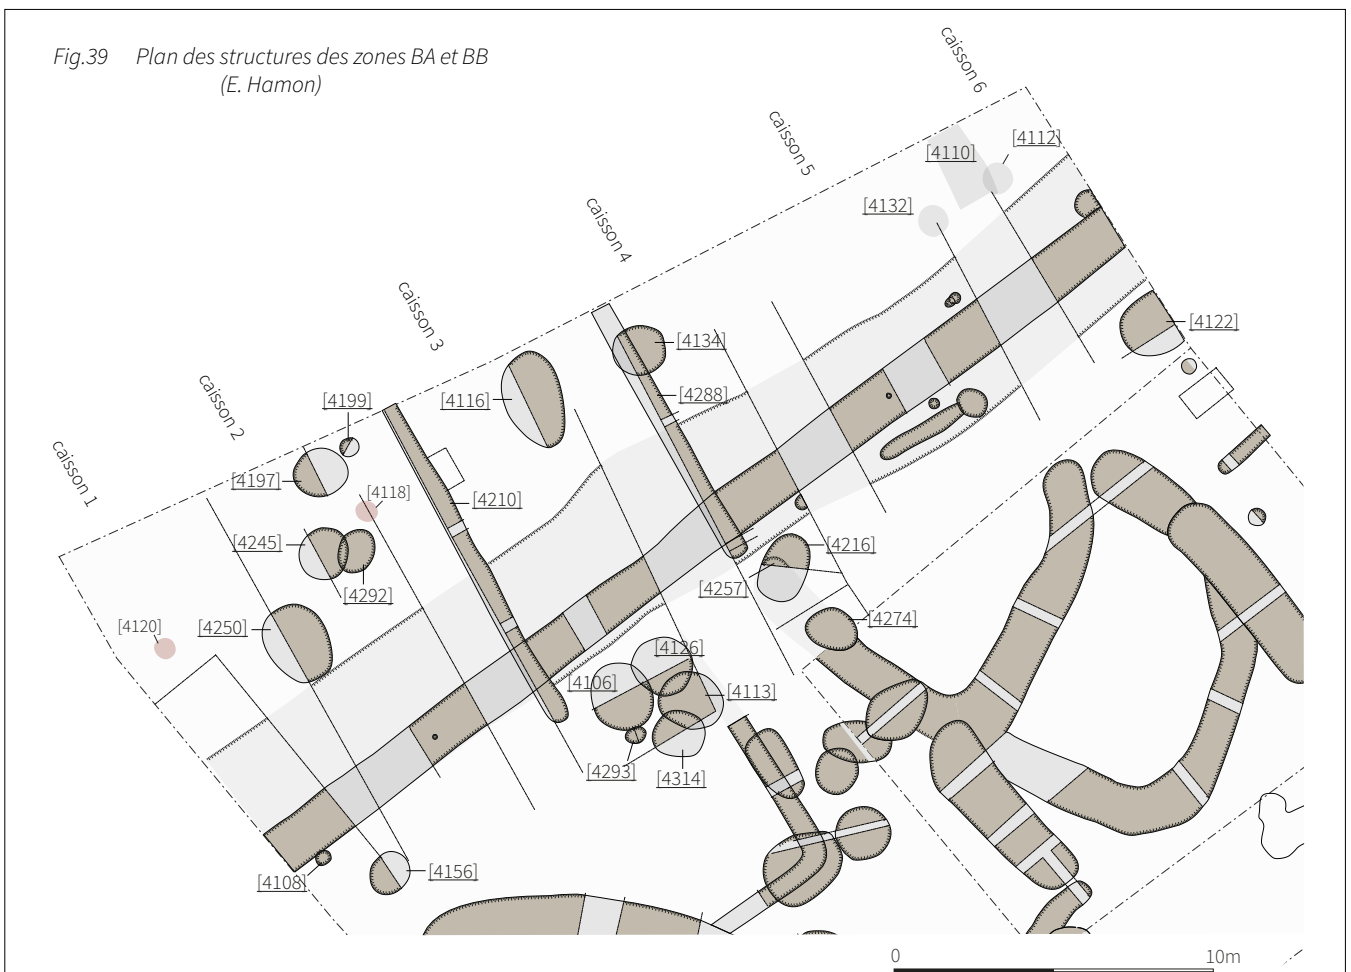 Fig.39 Plan des structures des zones BA et BB
(E. Hamon)
caisson 6
caisson 5
caisson 4
caisson 3
caisson 2
caisson 1
[4112]
[4110]
[4132]
[4122]
[4134]
[4288]
[4116]
[4199]
[4197]
[4118]
[4210]
[4245]
[4292]
[4216]
[4257]
[4274]
[4120]
[4250]
[4126]
[4106]
[4113]
[4293]
[4314]
[4108]
[4156]
0 10m